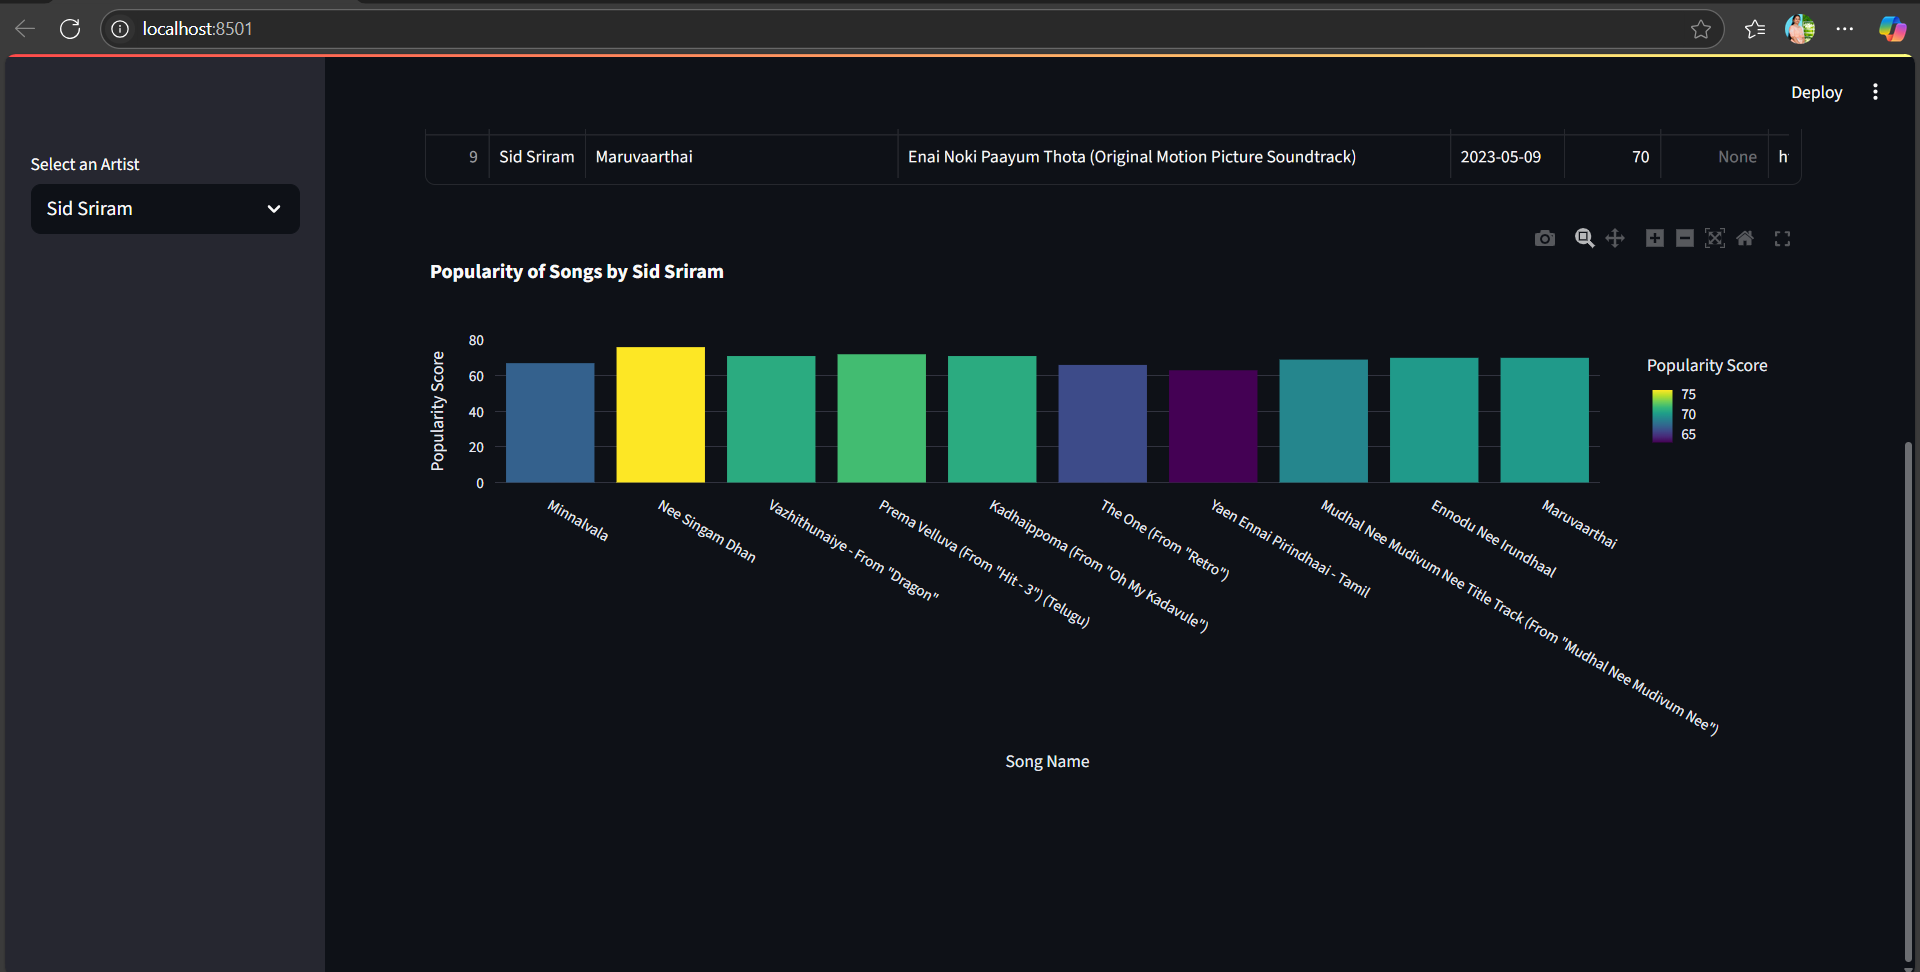 localhost:8501
Deploy
Select an Artist
Sid Sriram
9 Sid Sriram Maruvaarthai Enai Noki Paayum Thota (Original Motion Picture Soundtrack) 2023-05-09 70 None h
Popularity of Songs by Sid Sriram
Popularity Score
80
60
40
20
0
Minnalvala
Nee Singam Dhan
Vazhithunaiye - From "Dragon"
Prema Velluva (From "Hit - 3") (Telugu)
Kadhaippoma (From "Oh My Kadavule")
The One (From "Retro")
Yaen Ennai Pirindhaai - Tamil
Mudhal Nee Mudivum Nee Title Track (From "Mudhal Nee Mudivum Nee")
Ennodu Nee Irundhaal
Maruvaarthai
Song Name
Popularity Score
75
70
65